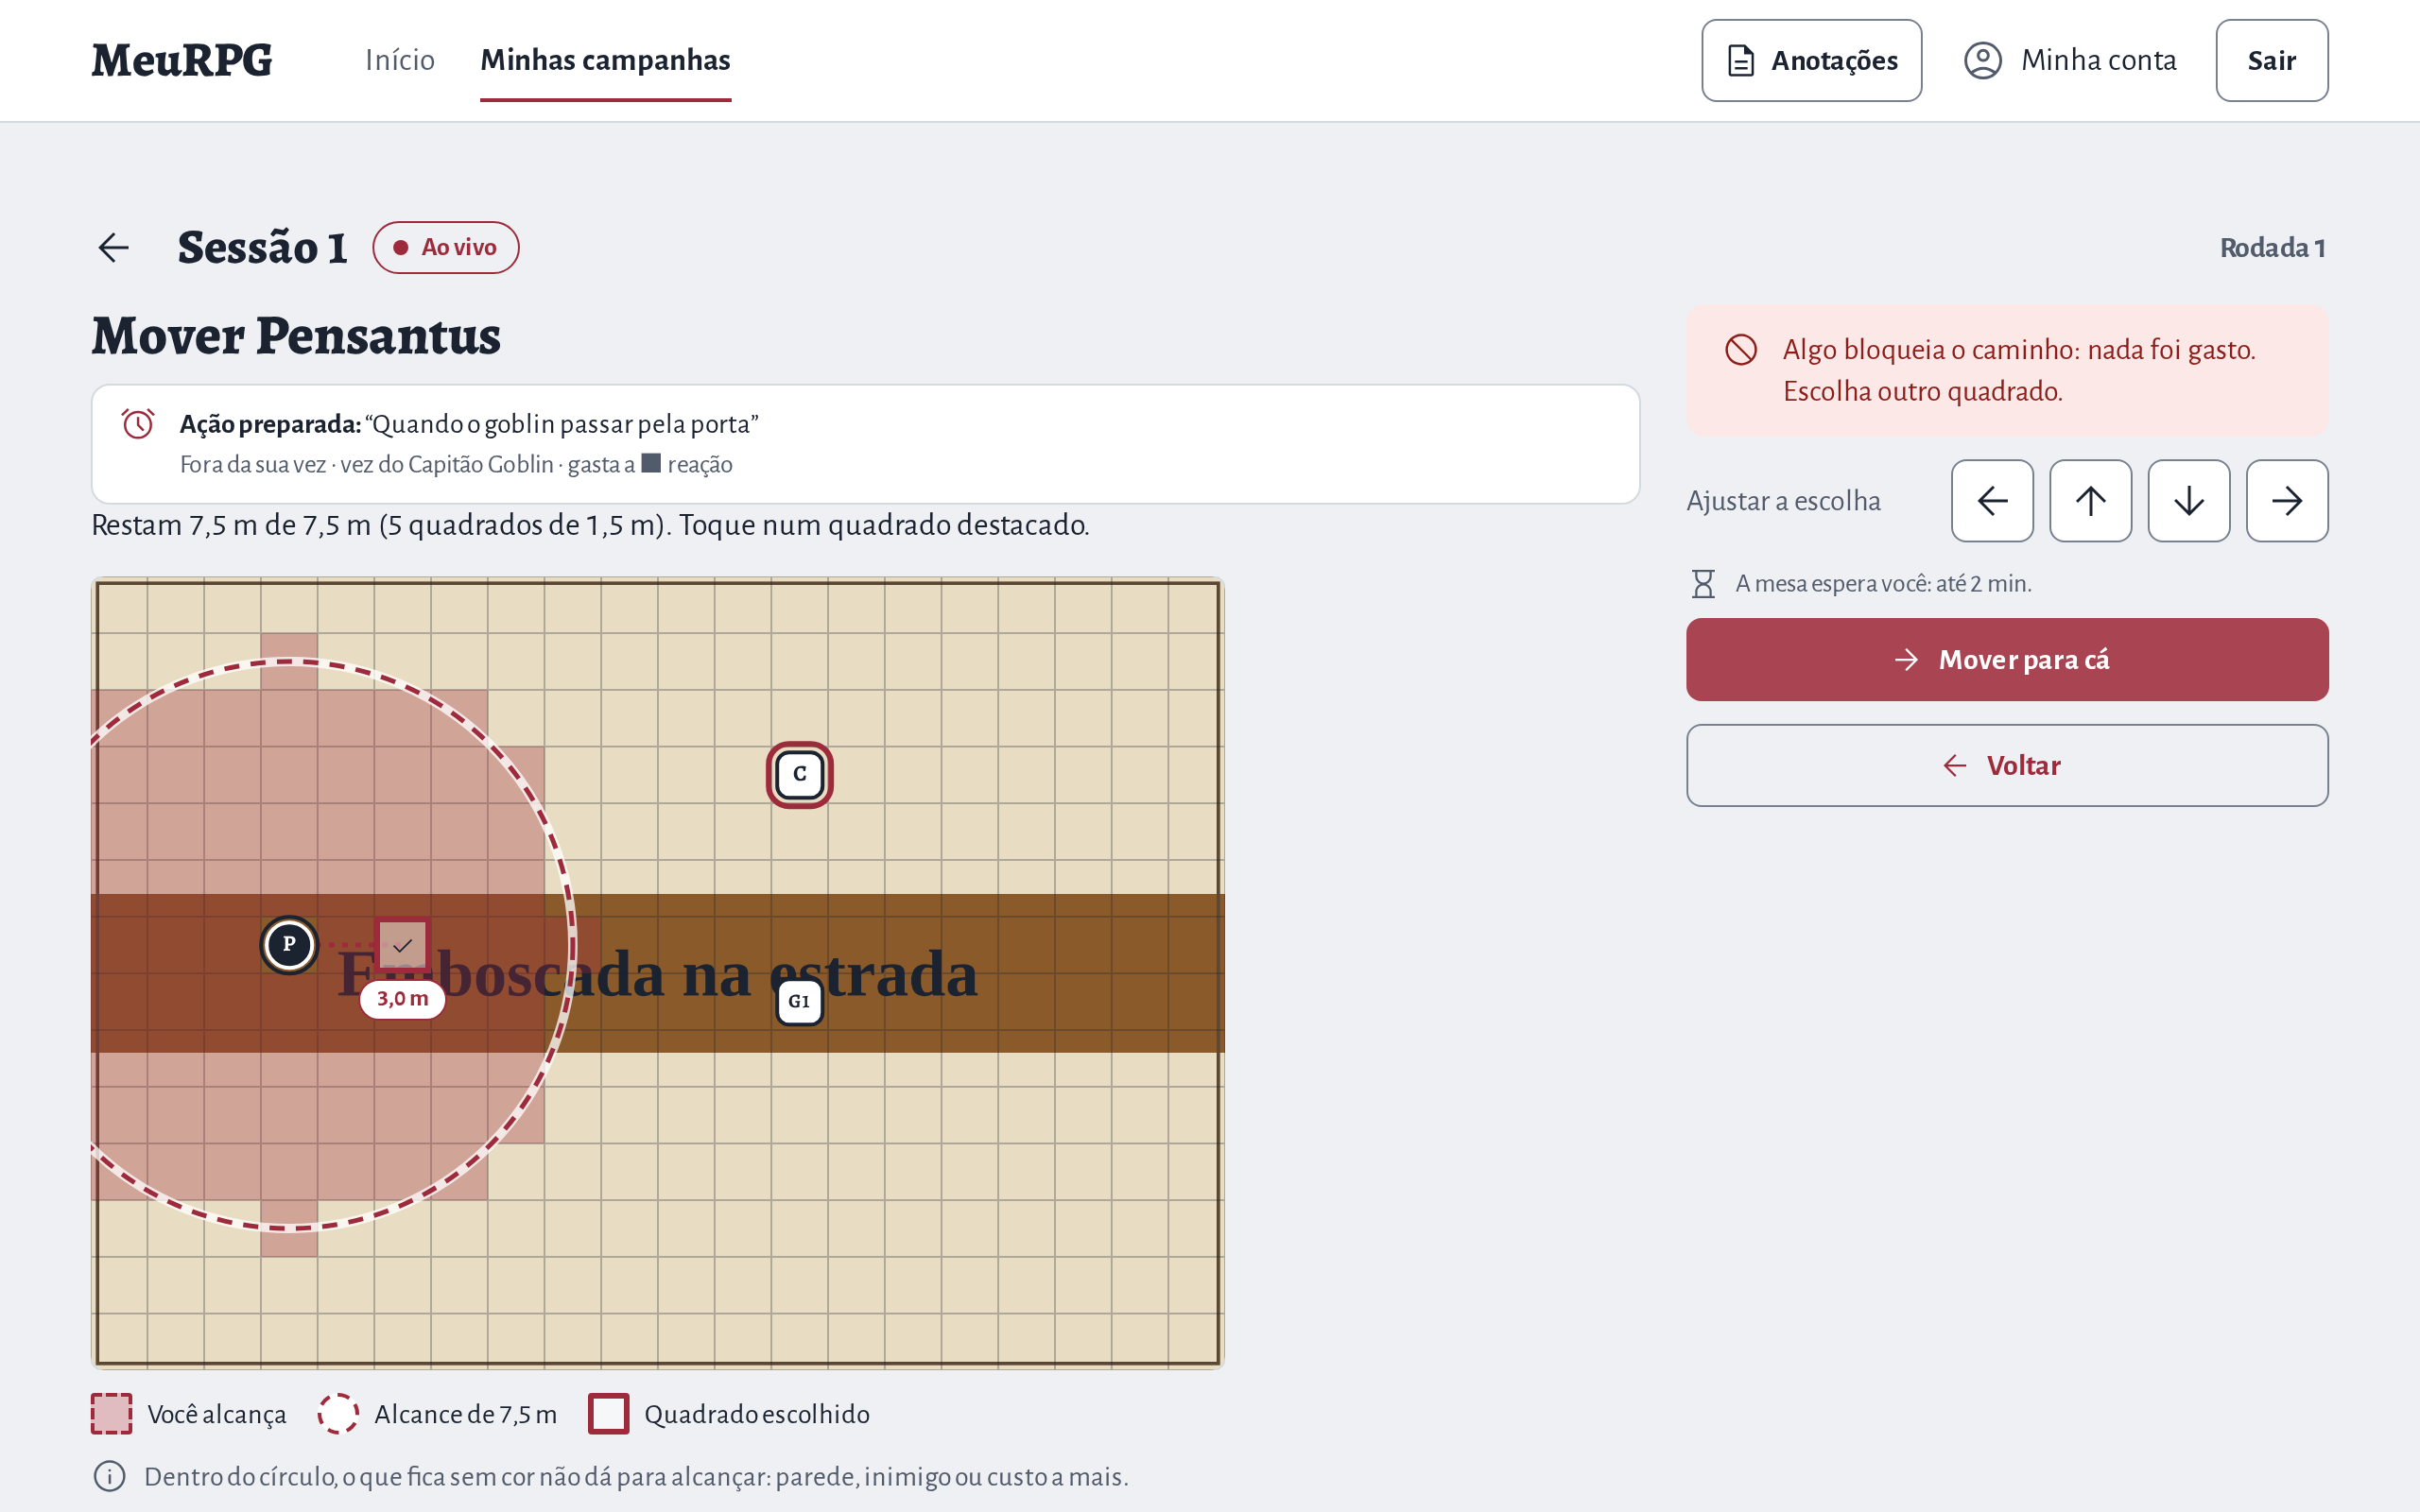 MeuRPG
Início
Minhas campanhas
Anotações
Minha conta
Sair
Sessão 1
Ao vivo
Rodada 1
Mover Pensantus
Ação preparada: “Quando o goblin passar pela porta”
Fora da sua vez · vez do Capitão Goblin · gasta a reação
Restam 7,5 m de 7,5 m (5 quadrados de 1,5 m). Toque num quadrado destacado.
C
P
Emboscada na estrada
3,0 m
G1
Você alcança
Alcance de 7,5 m
Quadrado escolhido
Dentro do círculo, o que fica sem cor não dá para alcançar: parede, inimigo ou custo a mais.
Algo bloqueia o caminho: nada foi gasto.
Escolha outro quadrado.
Ajustar a escolha
A mesa espera você: até 2 min.
Mover para cá
Voltar